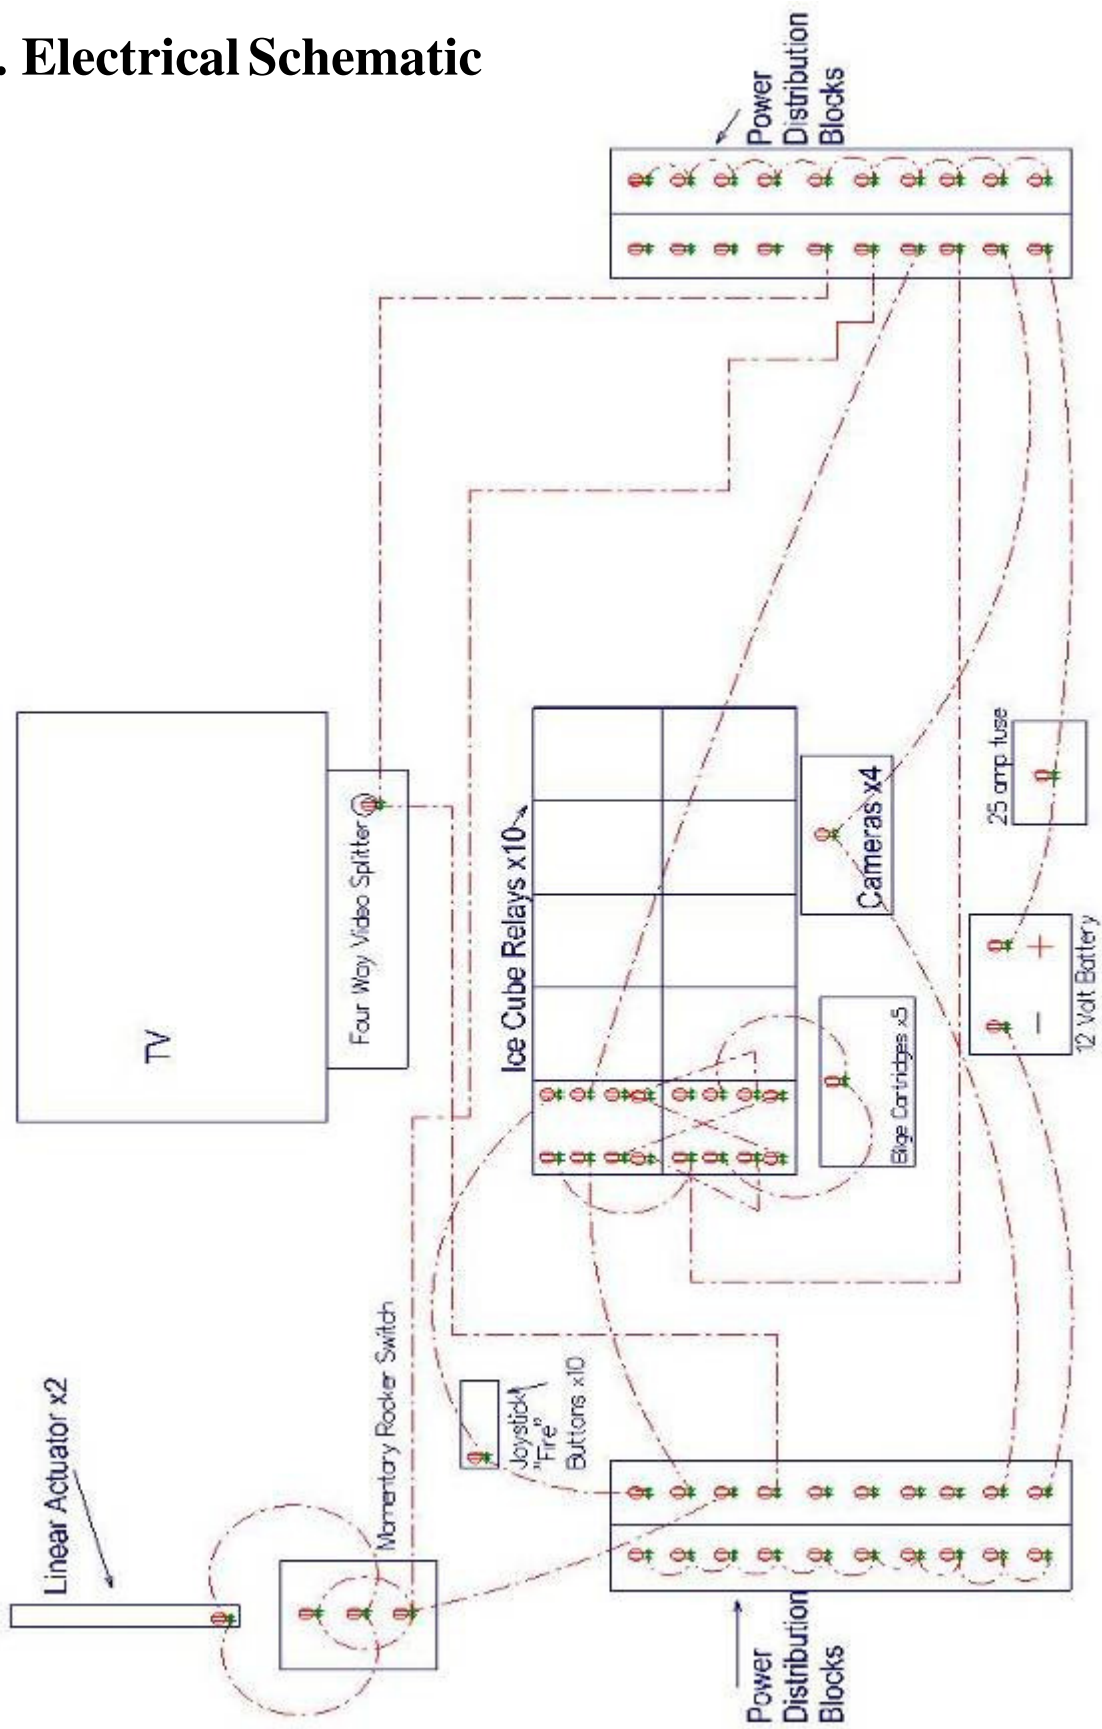 . Electrical Schematic
Power
Distribution
Blocks
TV
Four Way Video Splitter
Ice Cube Relays x10
Cameras x4
25 amp fuse
Bilge Cartridges x5
+
–
12 Volt Battery
Linear Actuator x2
Momentary Rocker Switch
Joystick
"Fire"
Buttons x10
Power
Distribution
Blocks